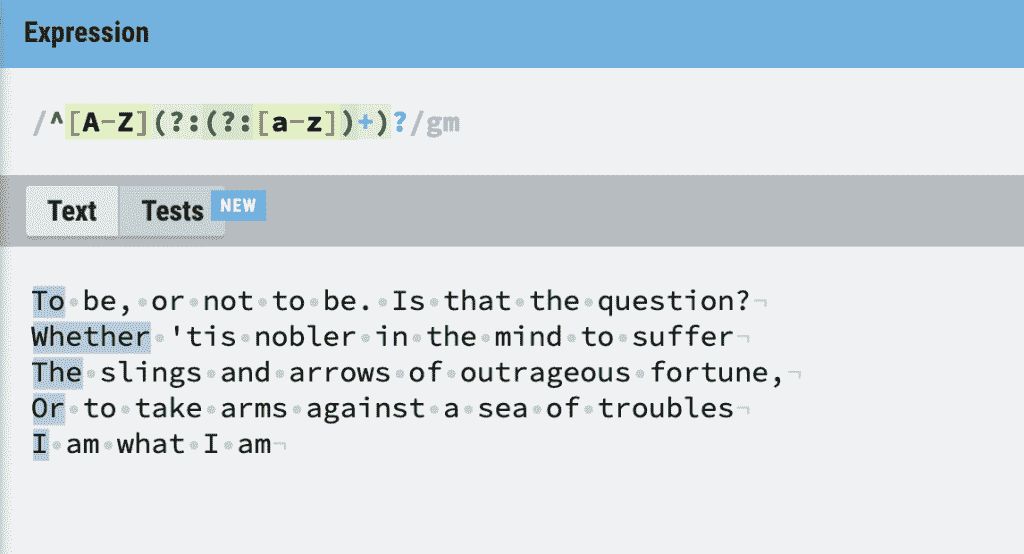 Expression
/^[A-Z](?:(?:[a-z])+)?/gm
Text Tests NEW
To be, or not to be. Is that the question?
Whether 'tis nobler in the mind to suffer
The slings and arrows of outrageous fortune,
Or to take arms against a sea of troubles
I am what I am